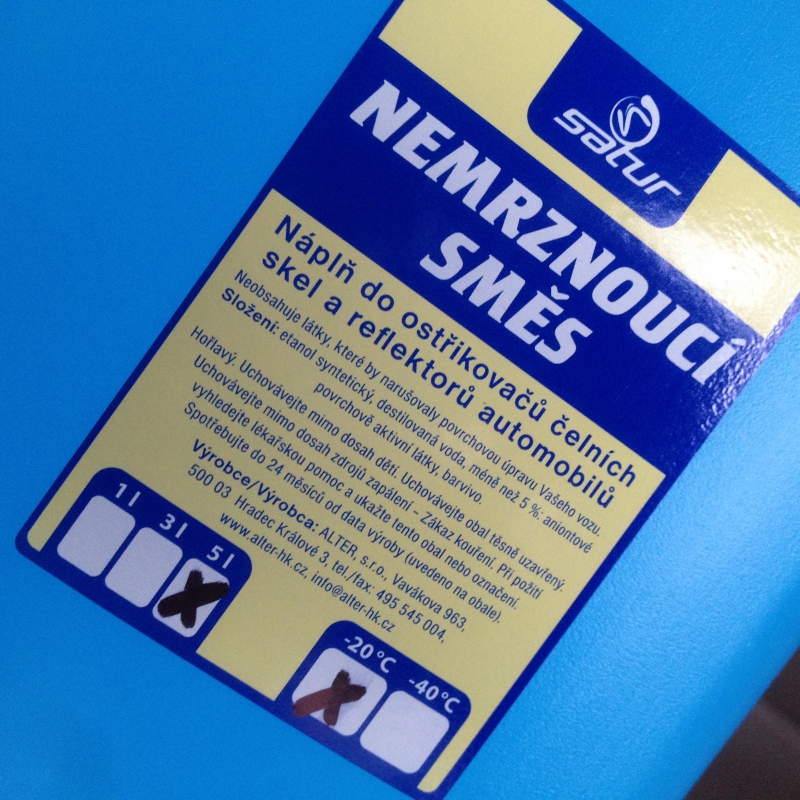 satur
NEMRZNOUCÍ
SMĚS
Náplň do ostřikovačů čelních
skel a reflektorů automobilů
Neobsahuje látky, které by narušovaly povrchovou úpravu Vašeho vozu.
Složení: etanol syntetický, destilovaná voda, méně než 5 %: aniontové
povrchově aktivní látky, barvivo.
Hořlavý. Uchovávejte mimo dosah dětí. Uchovávejte obal těsně uzavřený.
Uchovávejte mimo dosah zdrojů zapálení – Zákaz kouření. Při požití
vyhledejte lékařskou pomoc a ukažte tento obal nebo označení.
Spotřebujte do 24 měsíců od data výroby (uvedeno na obale).
Výrobce/Výrobca: ALTER, s.r.o., Vavákova 963,
500 03 Hradec Králové 3, tel./fax: 495 545 004,
www.alter-hk.cz, info@alter-hk.cz
1 l 3 l 5 l
-20 °C -40 °C